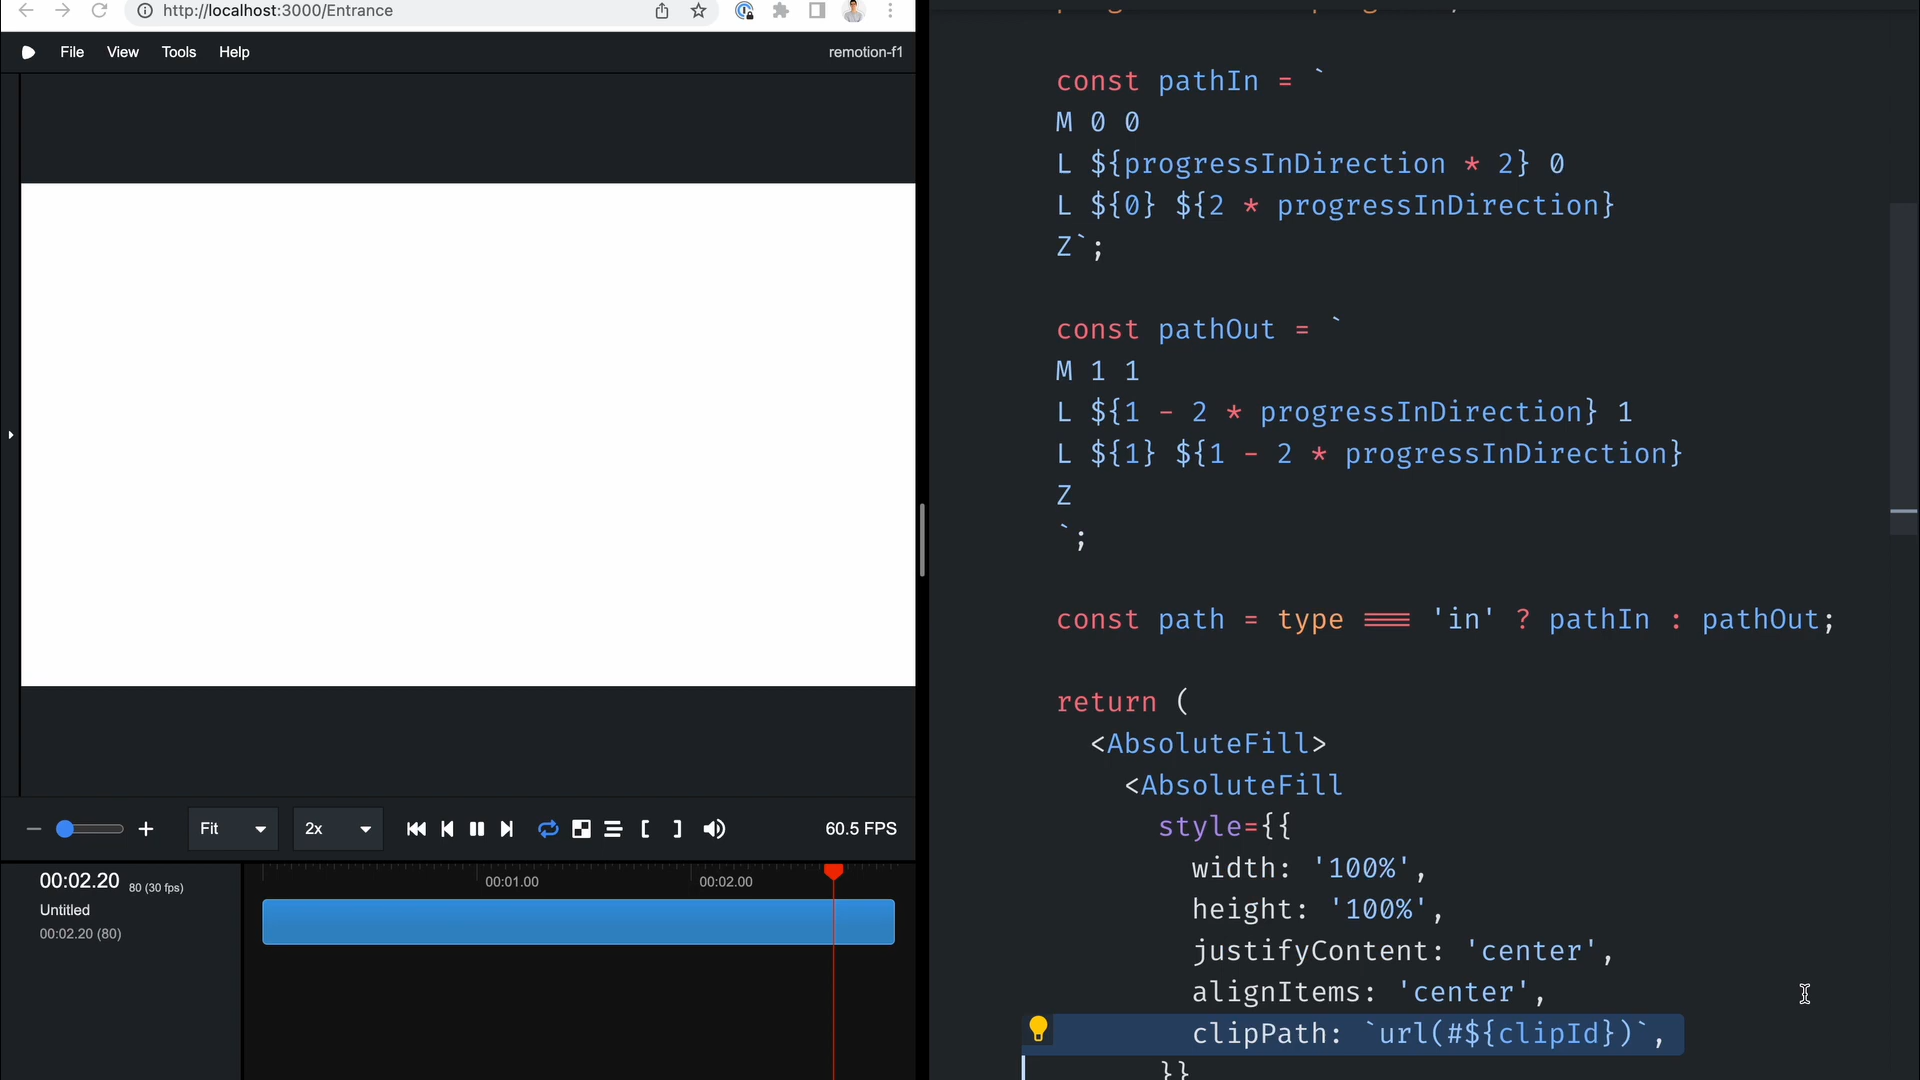 http://localhost:3000/Entrance
File View Tools Help remotion-f1
Fit 2x 60.5 FPS
00:02.20 80 (30 fps)
00:01.00 00:02.00
Untitled
00:02.20 (80)
const pathIn = `
M 0 0
L ${progressInDirection * 2} 0
L ${0} ${2 * progressInDirection}
Z`;
const pathOut = `
M 1 1
L ${1 - 2 * progressInDirection} 1
L ${1} ${1 - 2 * progressInDirection}
Z
`;
const path = type === 'in' ? pathIn : pathOut;
return (
<AbsoluteFill>
<AbsoluteFill
style={{
width: '100%',
height: '100%',
justifyContent: 'center',
alignItems: 'center',
clipPath: `url(#${clipId})`,
}}